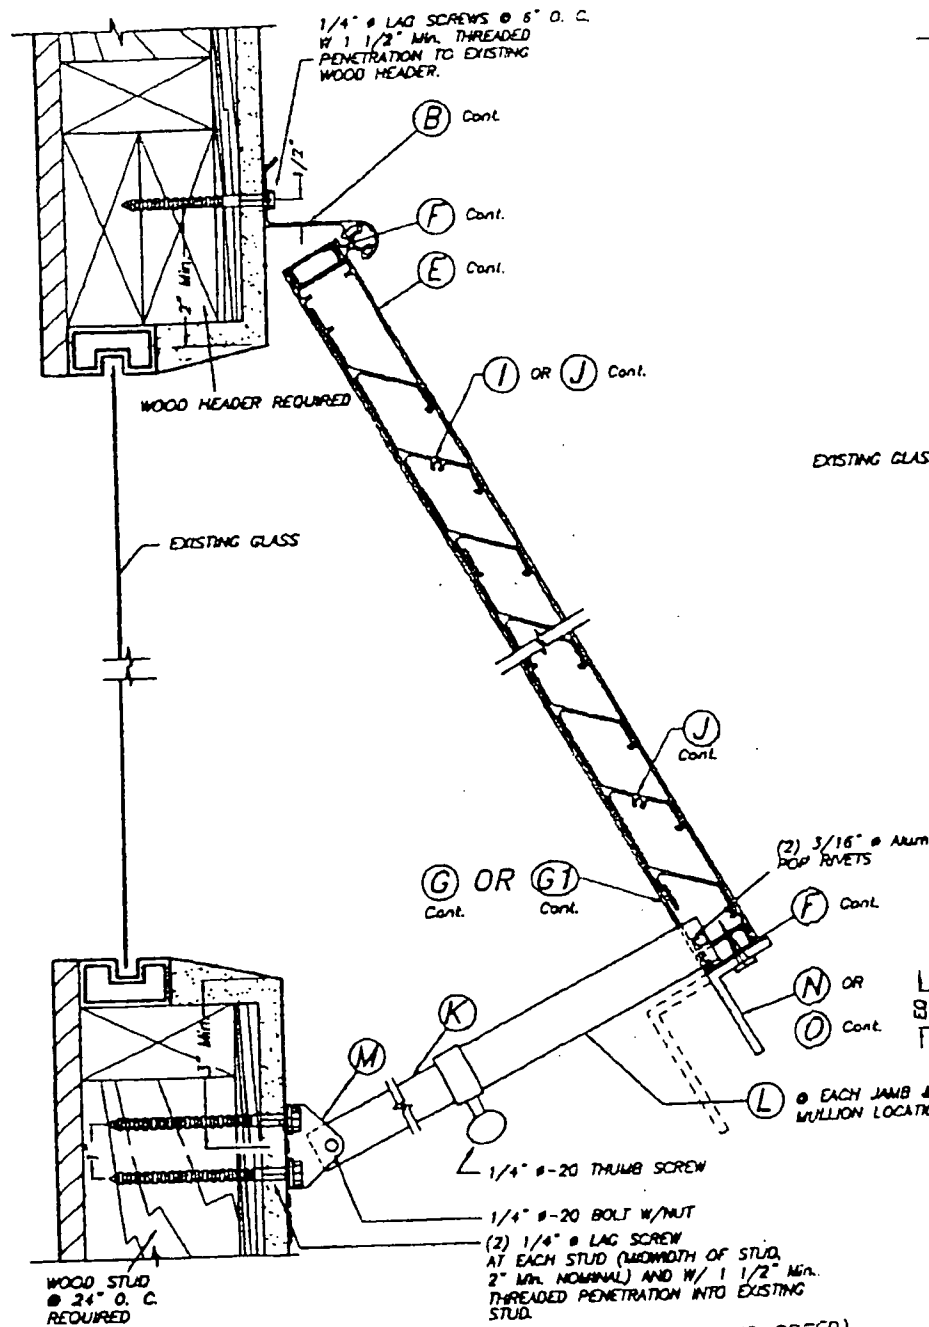 1/4" ø LAG SCREWS @ 6" O. C.
W 1 1/2" Min. THREADED
PENETRATION TO EXISTING
WOOD HEADER.
B Cont.
1/2"
F Cont.
E Cont.
2" Min.
I OR J Cont.
WOOD HEADER REQUIRED
EXISTING GLAS
EXISTING GLASS
J
Cont.
(2) 3/16" ø Alum
POP RIVETS
G OR G1
Cont. Cont.
F Cont.
N OR
O Cont.
EQ
K
M
3" Min.
L @ EACH JAMB &
MULLION LOCATIO
1"
1/4" ø-20 THUMB SCREW
1/4" ø-20 BOLT W/NUT
(2) 1/4" ø LAG SCREW
AT EACH STUD (MIDWIDTH OF STUD,
2" Min. NOMINAL) AND W/ 1 1/2" Min.
THREADED PENETRATION INTO EXISTING
STUD.
WOOD STUD
@ 24" O. C.
REQUIRED